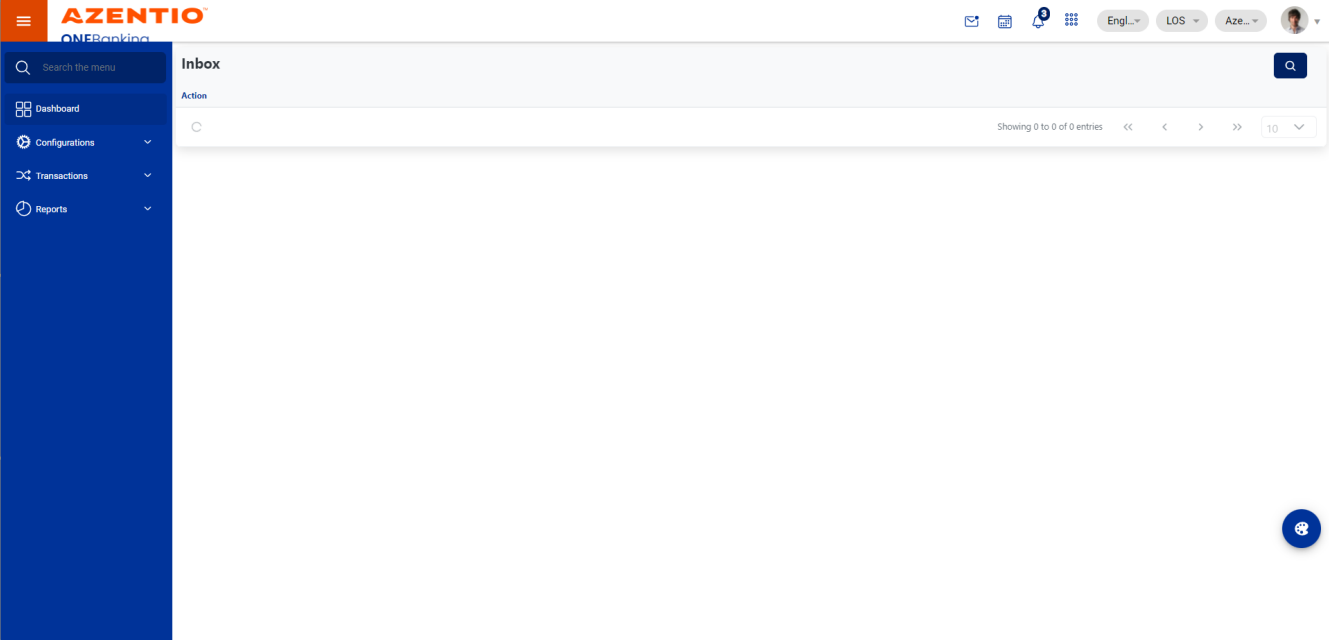 AZENTIO™
ONEBanking
3
Engl...
LOS
Aze...
Search the menu
Inbox
Dashboard
Action
Configurations
Showing 0 to 0 of 0 entries
10
Transactions
Reports